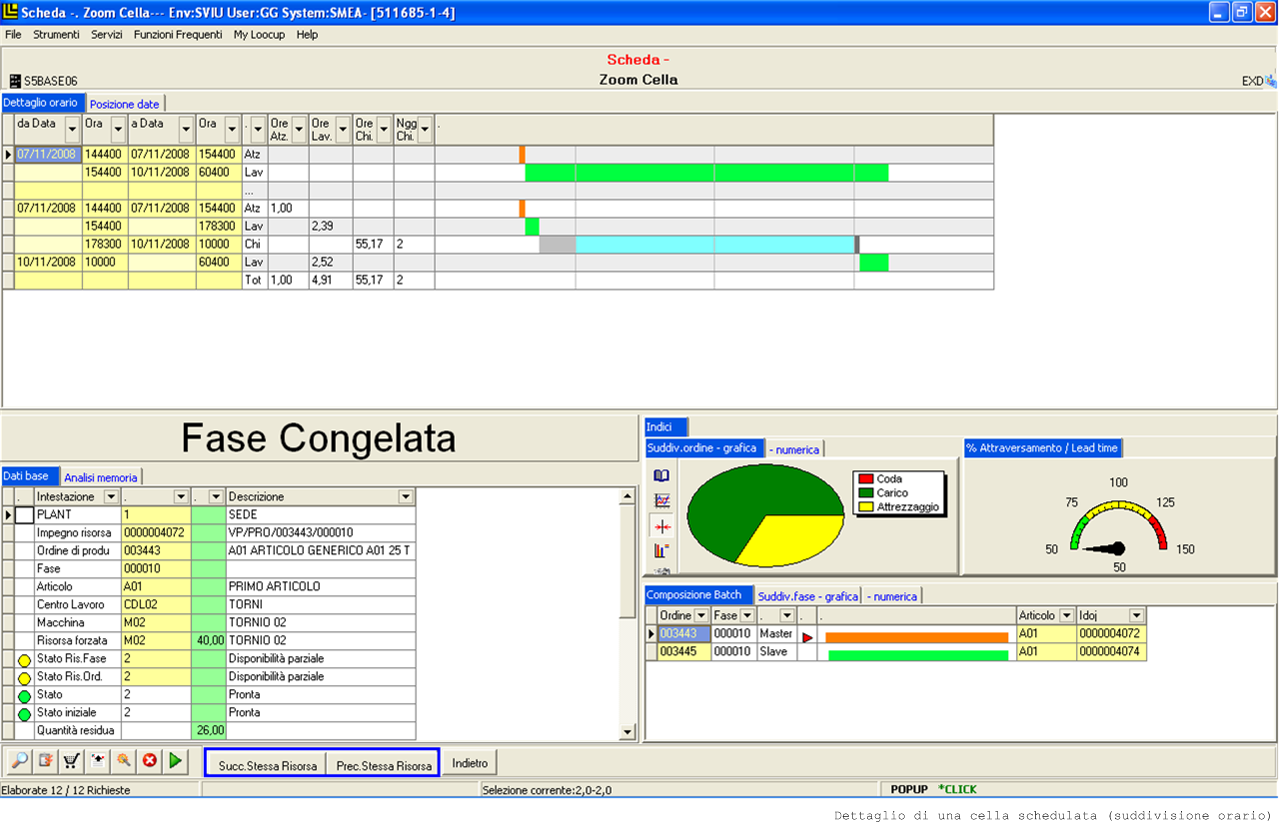 Scheda -. Zoom Cella--- Env:SVIU User:GG System:SMEA- [511685-1-4]
File Strumenti Servizi Funzioni Frequenti My Loocup Help
Scheda -
S5BASE06 Zoom Cella EXD
Dettaglio orario Posizione date
da Data Ora a Data Ora . Ore Atz. Ore Lav. Ore Chi. Ngg Chi. .
07/11/2008 144400 07/11/2008 154400 Atz
154400 10/11/2008 60400 Lav
...
07/11/2008 144400 07/11/2008 154400 Atz 1,00
154400 178300 Lav 2,39
178300 10/11/2008 10000 Chi 55,17 2
10/11/2008 10000 60400 Lav 2,52
Tot 1,00 4,91 55,17 2
Fase Congelata
Dati base Analisi memoria
. Intestazione . . Descrizione
PLANT 1 SEDE
Impegno risorsa 0000004072 VP/PRO/003443/000010
Ordine di produ 003443 A01 ARTICOLO GENERICO A01 25 T
Fase 000010
Articolo A01 PRIMO ARTICOLO
Centro Lavoro CDL02 TORNI
Macchina M02 TORNIO 02
Risorsa forzata M02 40,00 TORNIO 02
Stato Ris.Fase 2 Disponibilità parziale
Stato Ris.Ord. 2 Disponibilità parziale
Stato 2 Pronta
Stato iniziale 2 Pronta
Quantità residua 26,00
Indici
Suddiv.ordine - grafica - numerica
Coda
Carico
Attrezzaggio
% Attraversamento / Lead time
100
75 125
50 150
50
Composizione Batch Suddiv.fase - grafica - numerica
Ordine Fase . . . Articolo Idoj
003443 000010 Master A01 0000004072
003445 000010 Slave A01 0000004074
Succ.Stessa Risorsa Prec.Stessa Risorsa Indietro
Elaborate 12 / 12 Richieste Selezione corrente:2,0-2,0 POPUP *CLICK
Dettaglio di una cella schedulata (suddivisione orario)